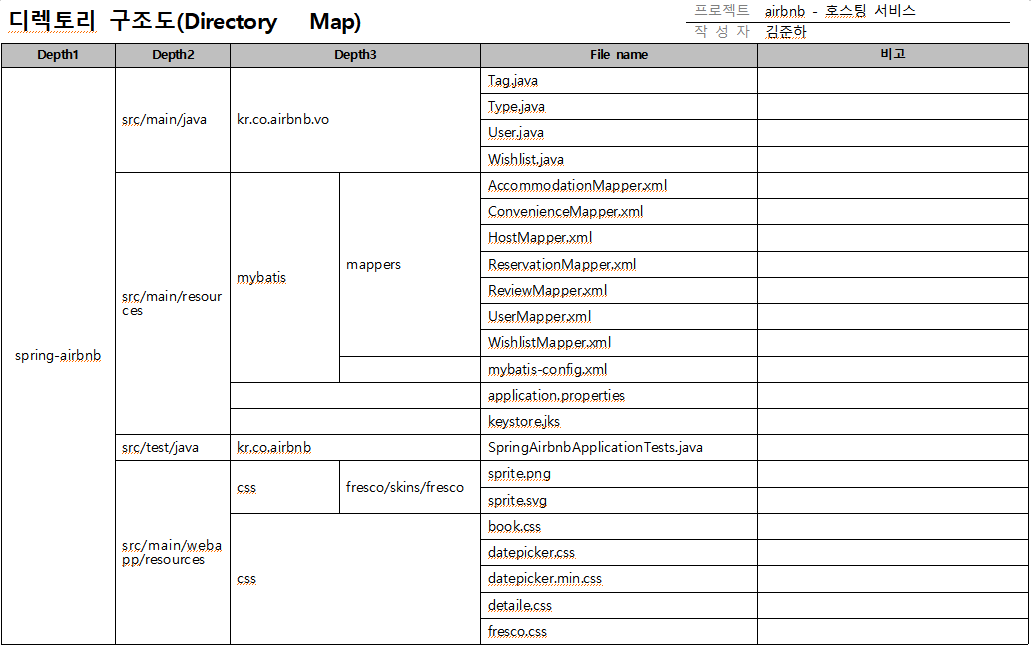 디렉토리 구조도(Directory Map)
프로젝트 airbnb - 호스팅 서비스
작 성 자 김준하
Depth1 Depth2 Depth3 File name 비고
spring-airbnb
src/main/java
kr.co.airbnb.vo
Tag.java
Type.java
User.java
Wishlist.java
src/main/resour
ces
mybatis
mappers
AccommodationMapper.xml
ConvenienceMapper.xml
HostMapper.xml
ReservationMapper.xml
ReviewMapper.xml
UserMapper.xml
WishlistMapper.xml
mybatis-config.xml
application.properties
keystore.jks
src/test/java
kr.co.airbnb
SpringAirbnbApplicationTests.java
src/main/weba
pp/resources
css
fresco/skins/fresco
sprite.png
sprite.svg
css
book.css
datepicker.css
datepicker.min.css
detaile.css
fresco.css